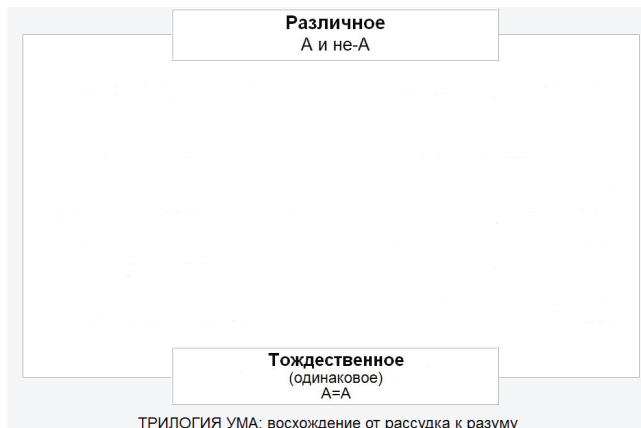 Различное
А и не-А
Тождественное
(одинаковое)
А=А
ТРИЛОГИЯ УМА: восхождение от рассудка к разуму